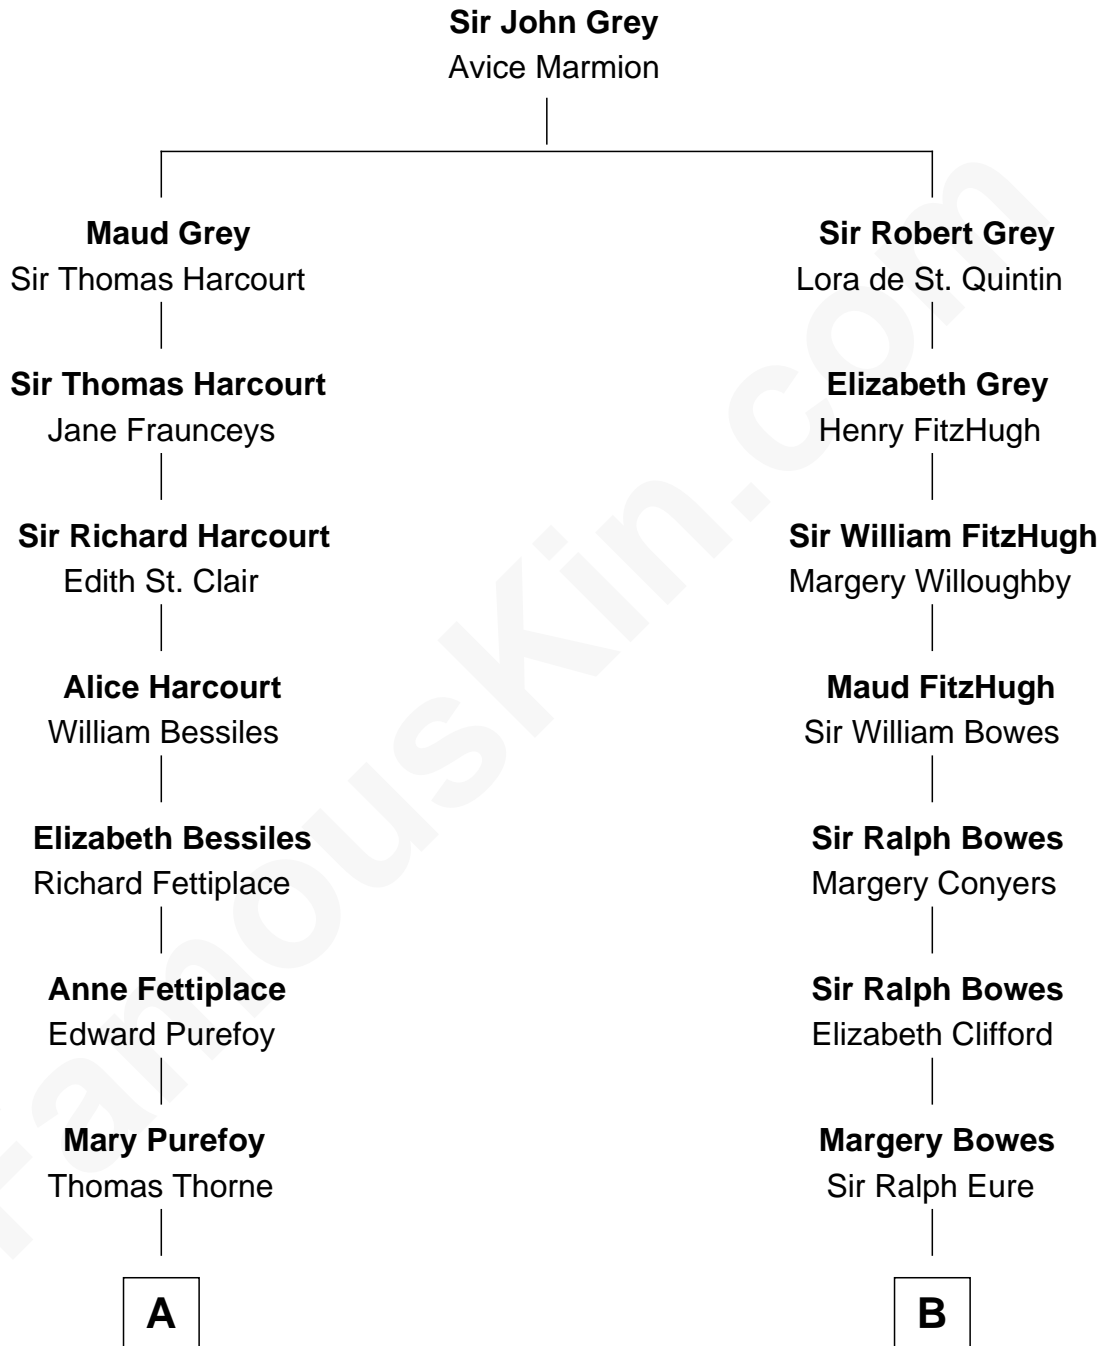 Sir John Grey
Avice Marmion
Maud Grey
Sir Thomas Harcourt
Sir Robert Grey
Lora de St. Quintin
Sir Thomas Harcourt
Jane Fraunceys
Elizabeth Grey
Henry FitzHugh
Sir Richard Harcourt
Edith St. Clair
Sir William FitzHugh
Margery Willoughby
Alice Harcourt
William Bessiles
Maud FitzHugh
Sir William Bowes
Elizabeth Bessiles
Richard Fettiplace
Sir Ralph Bowes
Margery Conyers
Anne Fettiplace
Edward Purefoy
Sir Ralph Bowes
Elizabeth Clifford
Mary Purefoy
Thomas Thorne
Margery Bowes
Sir Ralph Eure
A
B
FamousKin.com